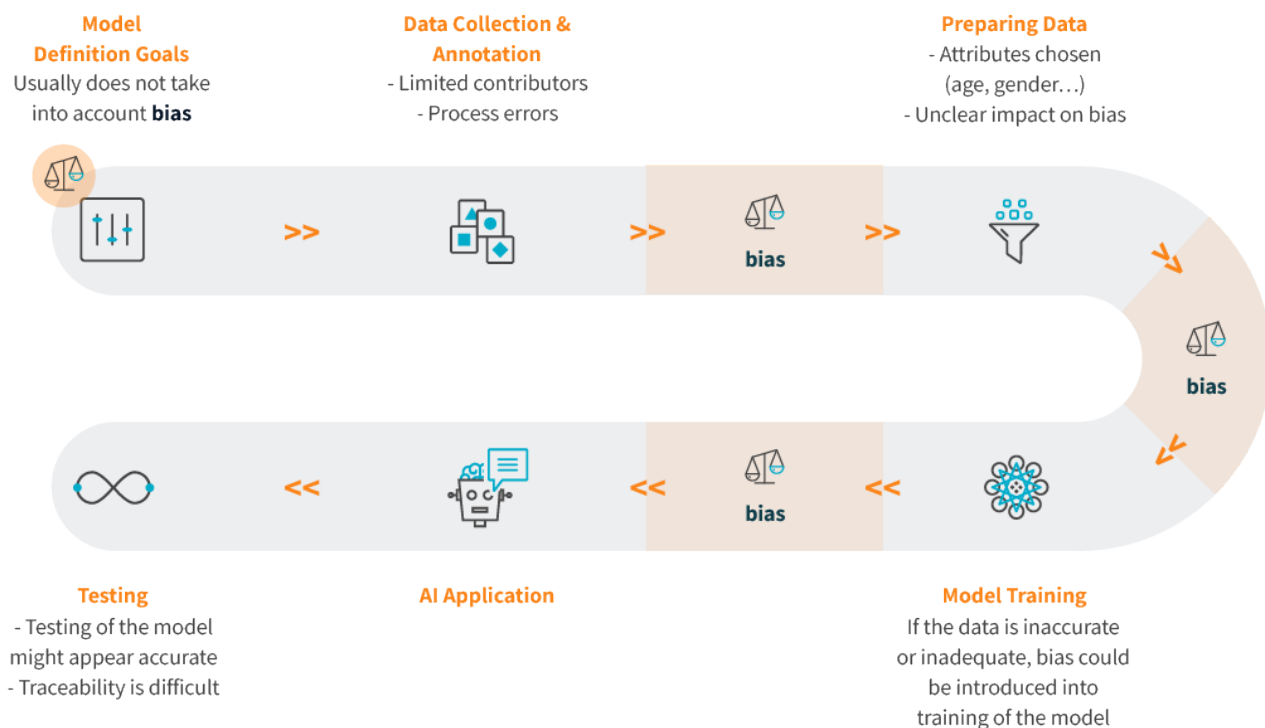 Model
Definition Goals
Usually does not take
into account bias
Data Collection &
Annotation
- Limited contributors
- Process errors
Preparing Data
- Attributes chosen
(age, gender...)
- Unclear impact on bias
>>
>>
bias
>>
>>
bias
>>
<<
<<
bias
<<
Testing
- Testing of the model
might appear accurate
- Traceability is difficult
AI Application
Model Training
If the data is inaccurate
or inadequate, bias could
be introduced into
training of the model